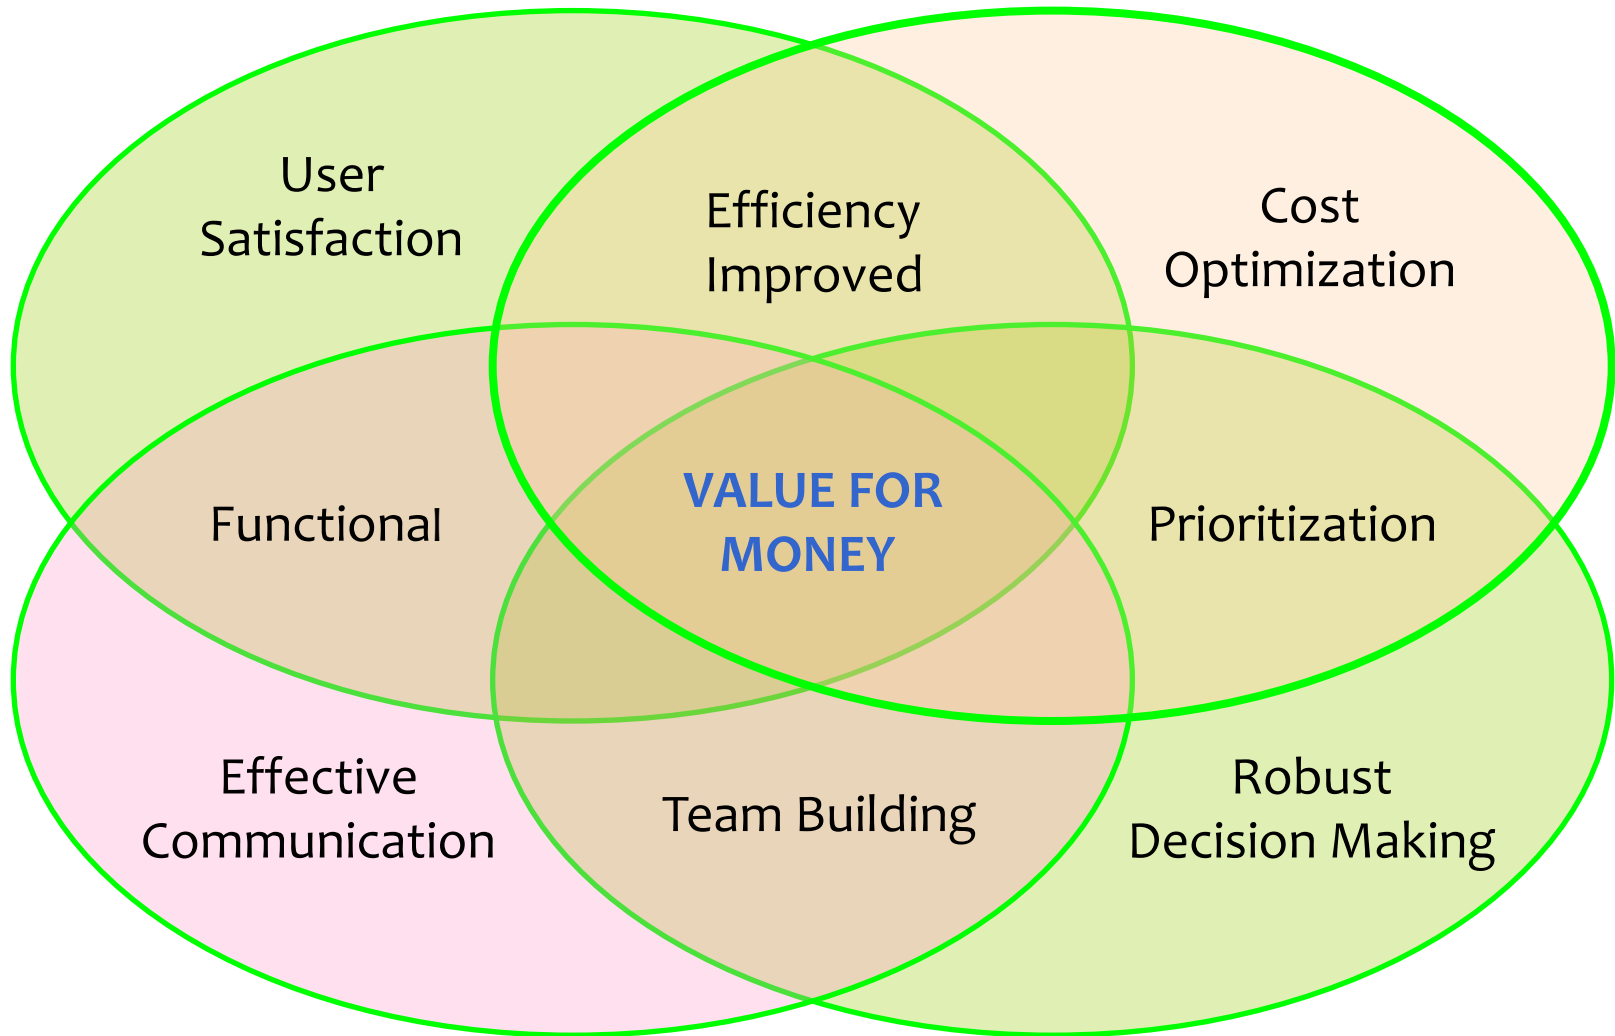 User
Satisfaction
Efficiency
Improved
Cost
Optimization
Functional
VALUE FOR
MONEY
Prioritization
Effective
Communication
Team Building
Robust
Decision Making